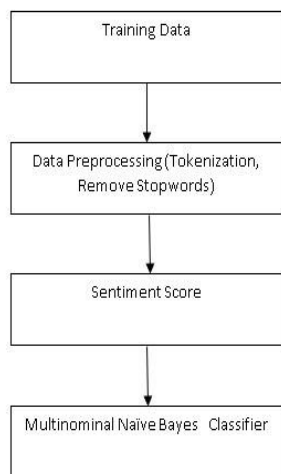 Training Data
Data Preprocessing (Tokenization,
Remove Stopwords)
Sentiment Score
Multinominal Naïve Bayes Classifier